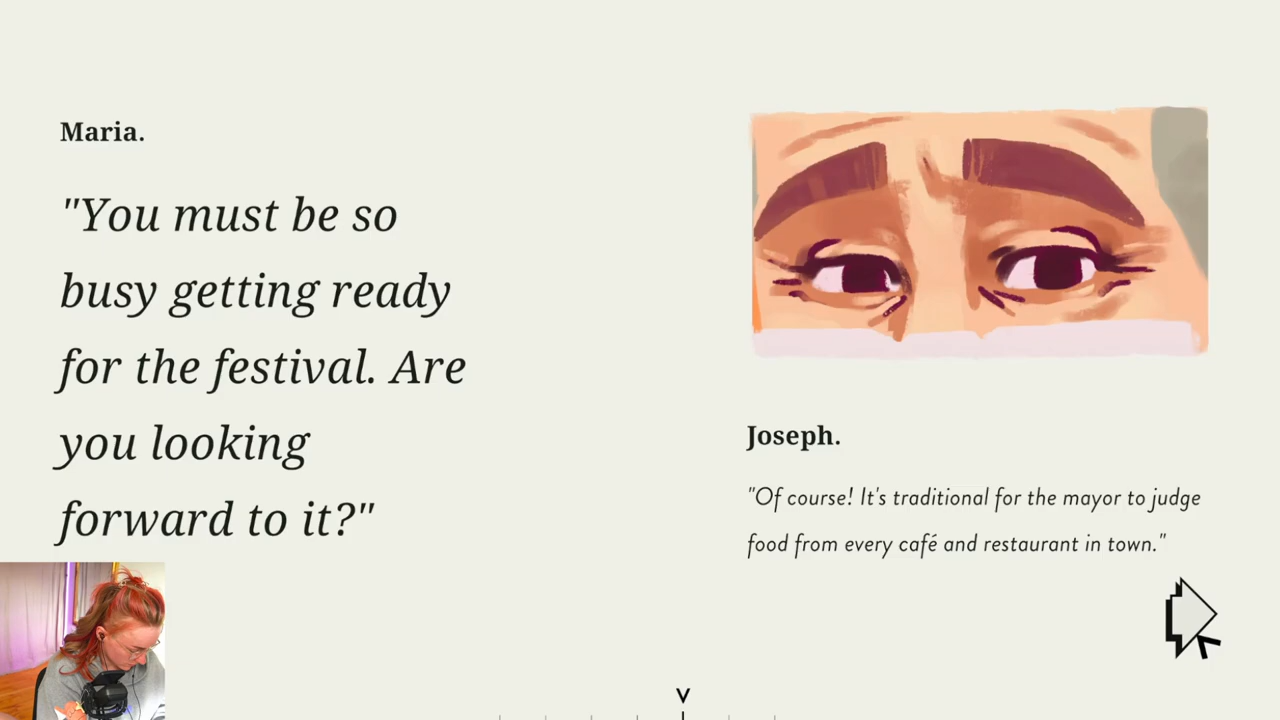 Maria.
"You must be so
busy getting ready
for the festival. Are
you looking
forward to it?"
Joseph.
"Of course! It's traditional for the mayor to judge
food from every café and restaurant in town."